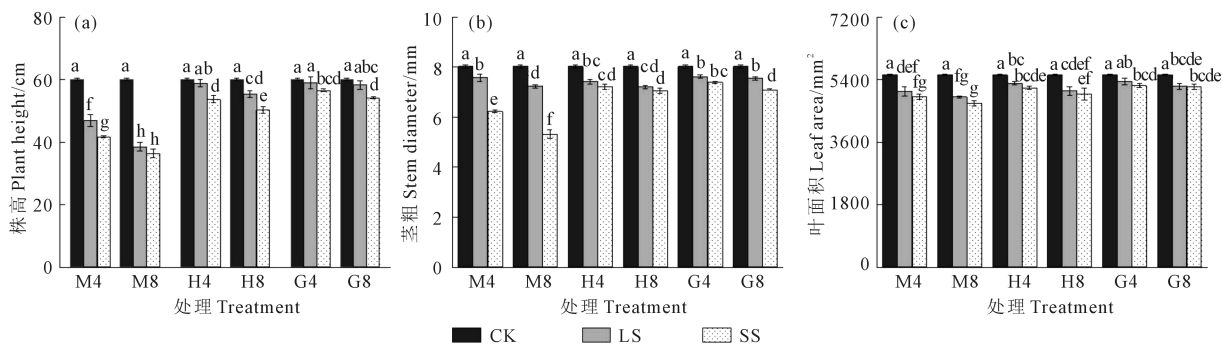 (a)
80
60
40
20
0
株高 Plant height/cm
a a a a a a
f g
h h
ab d
cd e
a bcd
abc d
M4 M8 H4 H8 G4 G8
处理 Treatment
(b)
10
8
6
4
2
0
茎粗 Stem diameter/mm
a b e
a d f
a bc cd
a cd d
a b bc
a b d
M4 M8 H4 H8 G4 G8
处理 Treatment
(c)
7200
5400
3600
1800
0
叶面积 Leaf area/mm²
a def fg
a fg g
a bc bcde
a cdef ef
a ab bcd
a bcde bcde
M4 M8 H4 H8 G4 G8
处理 Treatment
CK LS SS